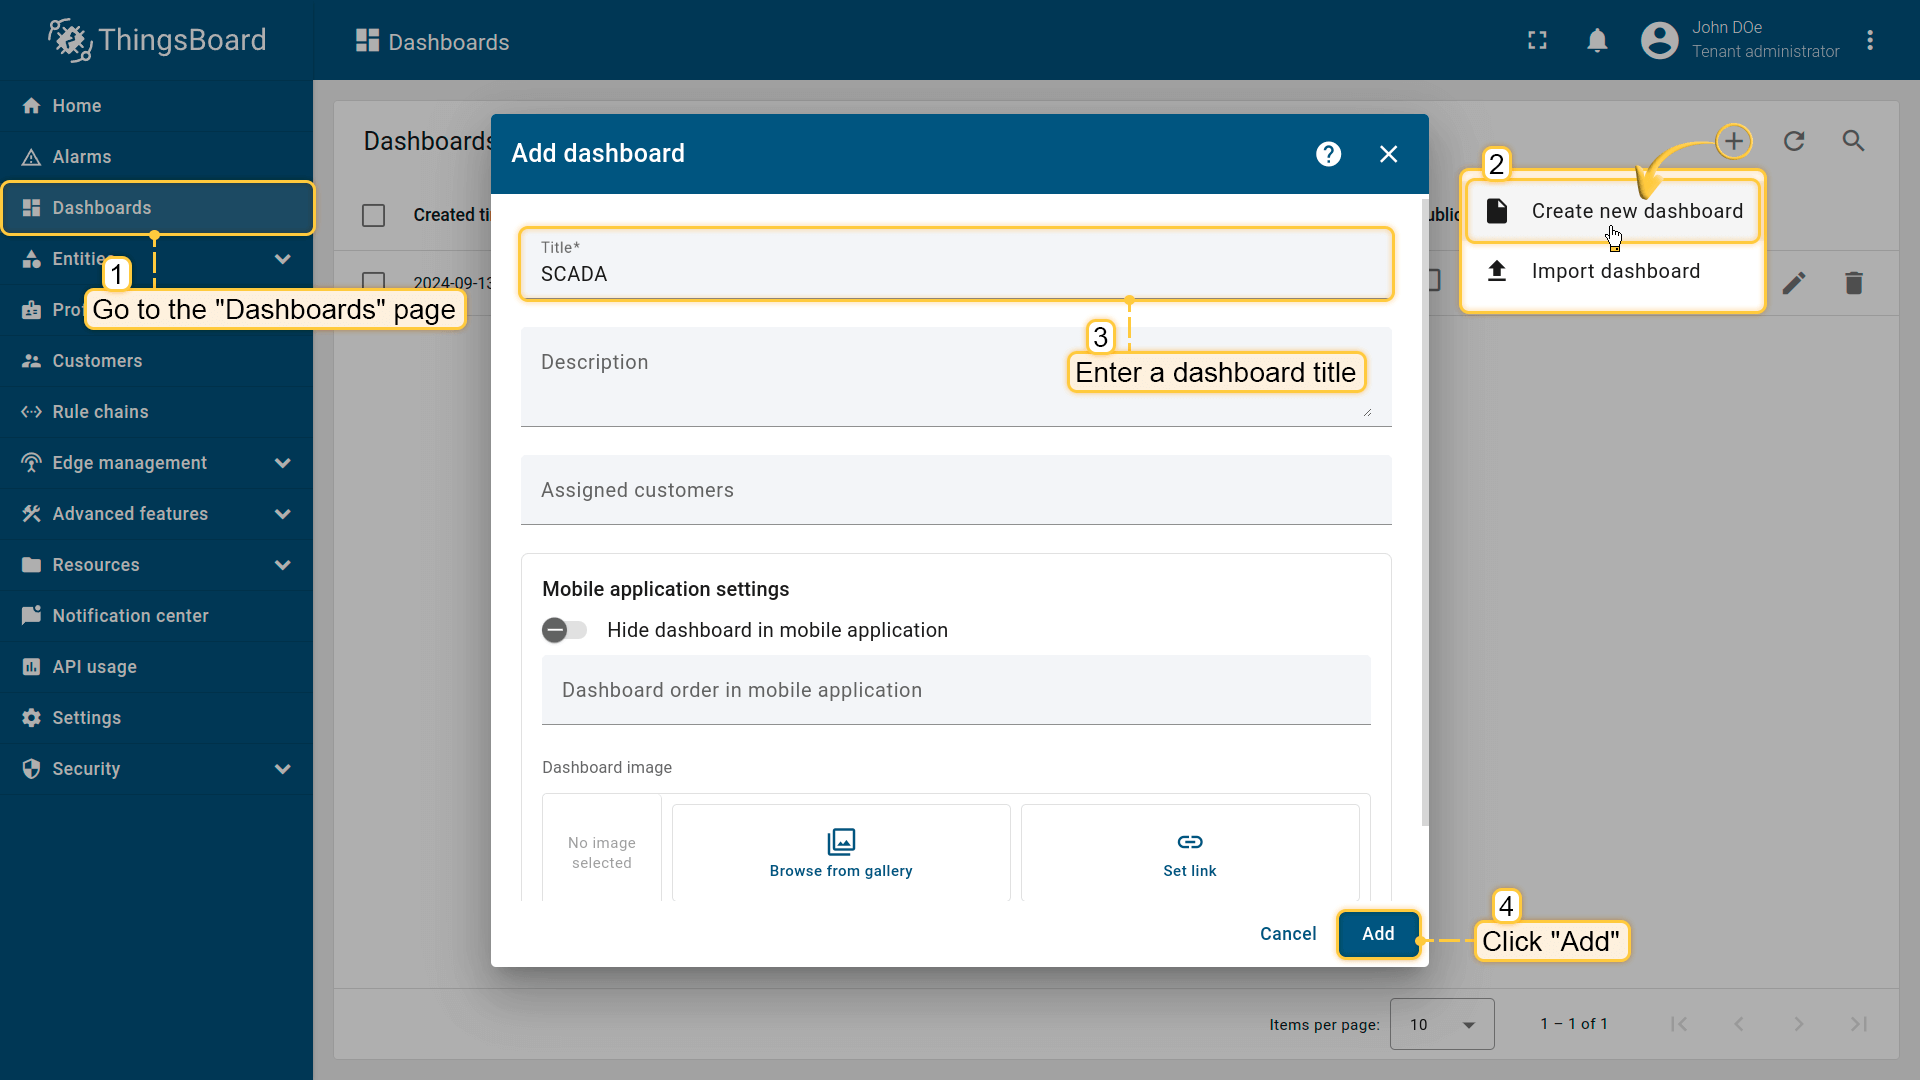 ThingsBoard
Dashboards
John DOe
Tenant administrator
Home
Alarms
Dashboards
Entitie
Pro
Customers
Rule chains
Edge management
Advanced features
Resources
Notification center
API usage
Settings
Security
1
Go to the "Dashboards" page
Dashboards
Created ti
2024-09-13
Add dashboard
?
Title*
SCADA
3
Enter a dashboard title
Description
Assigned customers
Mobile application settings
Hide dashboard in mobile application
Dashboard order in mobile application
Dashboard image
No image
selected
Browse from gallery
Set link
Cancel
Add
4
Click "Add"
2
ublic
Create new dashboard
Import dashboard
Items per page:
10
1 – 1 of 1